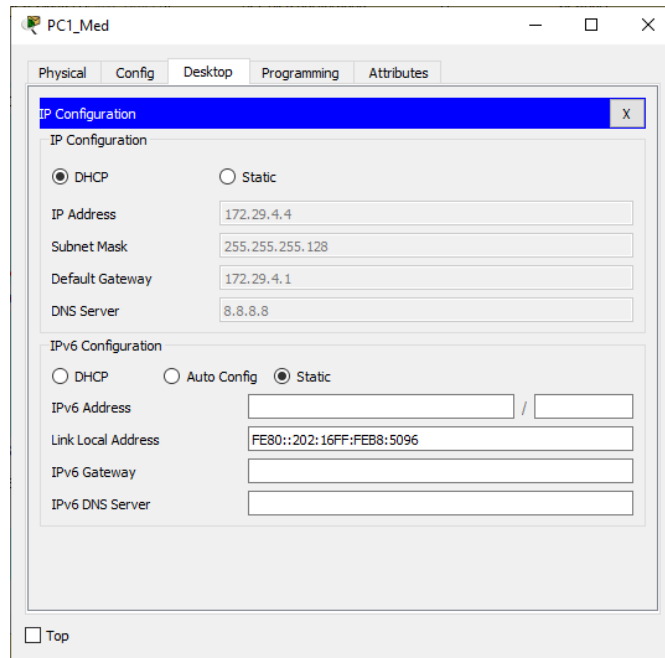 PC1_Med
Physical Config Desktop Programming Attributes
IP Configuration X
IP Configuration
DHCP Static
IP Address 172.29.4.4
Subnet Mask 255.255.255.128
Default Gateway 172.29.4.1
DNS Server 8.8.8.8
IPv6 Configuration
DHCP Auto Config Static
IPv6 Address /
Link Local Address FE80::202:16FF:FEB8:5096
IPv6 Gateway
IPv6 DNS Server
Top